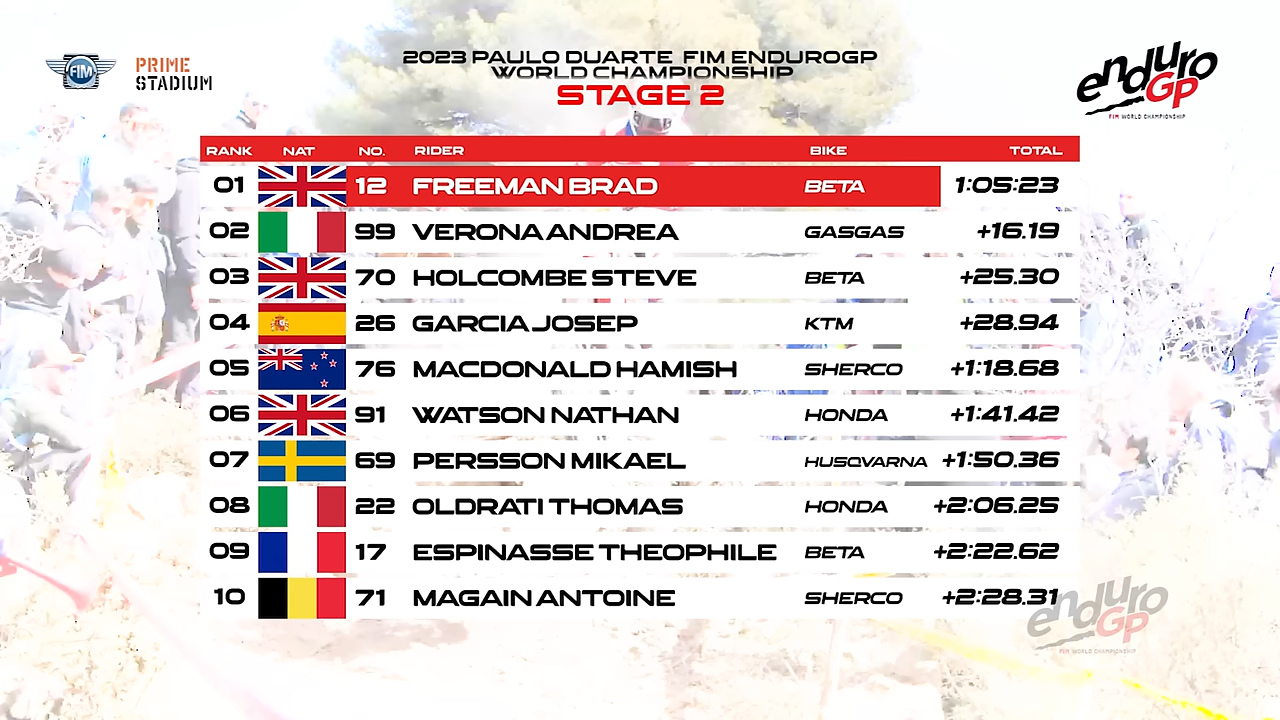 FIM
PRIME
STADIUM
2023 PAULO DUARTE FIM ENDUROGP
WORLD CHAMPIONSHIP
STAGE 2
enduro
GP
FIM WORLD CHAMPIONSHIP
RANK NAT NO. RIDER BIKE TOTAL
01 12 FREEMAN BRAD BETA 1:05:23
02 99 VERONA ANDREA GASGAS +16.19
03 70 HOLCOMBE STEVE BETA +25.30
04 26 GARCIA JOSEP KTM +28.94
05 76 MACDONALD HAMISH SHERCO +1:18.68
06 91 WATSON NATHAN HONDA +1:41.42
07 69 PERSSON MIKAEL HUSQVARNA +1:50.36
08 22 OLDRATI THOMAS HONDA +2:06.25
09 17 ESPINASSE THEOPHILE BETA +2:22.62
10 71 MAGAIN ANTOINE SHERCO +2:28.31
enduro
GP
FIM WORLD CHAMPIONSHIP